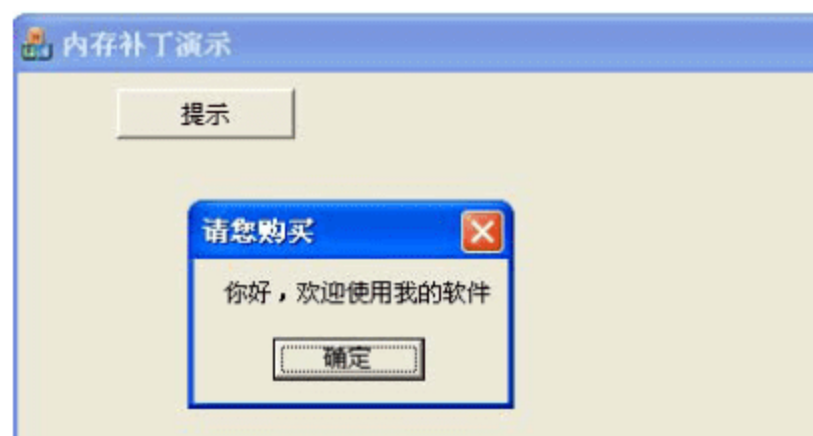 内存补丁演示
提示
请您购买
你好，欢迎使用我的软件
确定